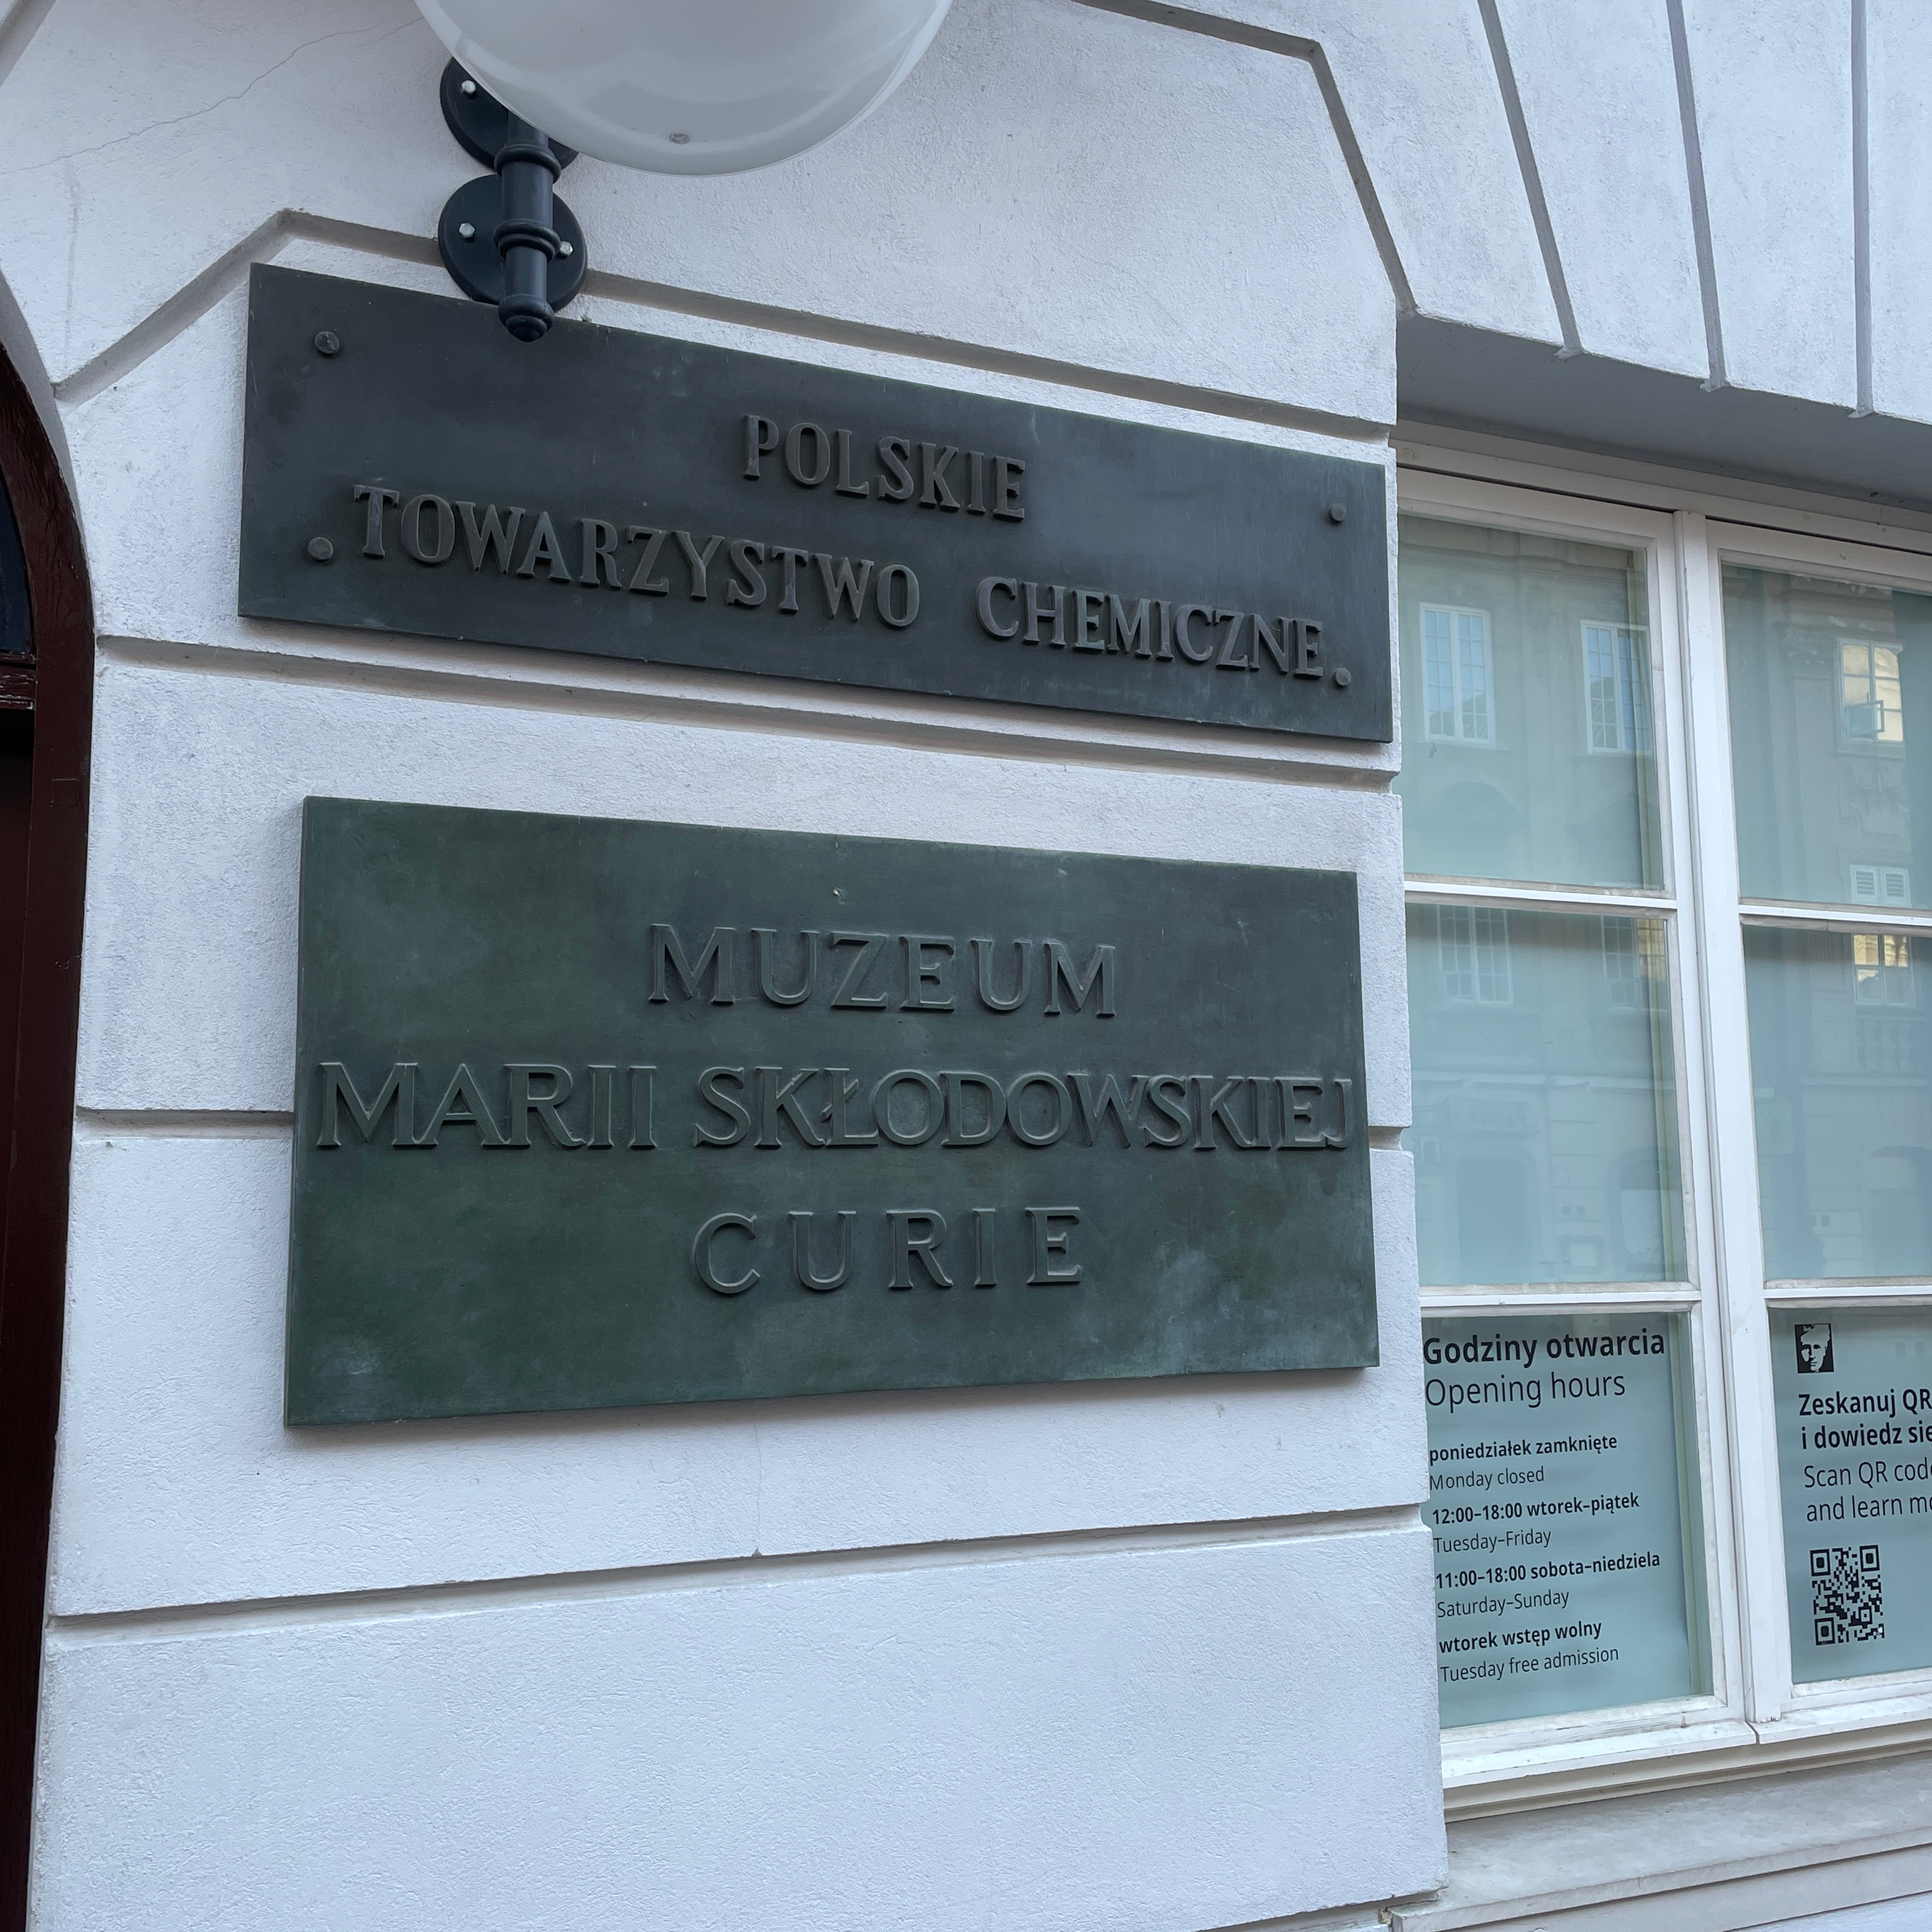 POLSKIE
TOWARZYSTWO CHEMICZNE
MUZEUM
MARII SKŁODOWSKIEJ
CURIE
Godziny otwarcia
Opening hours
poniedziałek zamknięte
Monday closed
12:00–18:00 wtorek–piątek
Tuesday–Friday
11:00–18:00 sobota–niedziela
Saturday–Sunday
wtorek wstęp wolny
Tuesday free admission
Zeskanuj QR
i dowiedz się
Scan QR
and learn